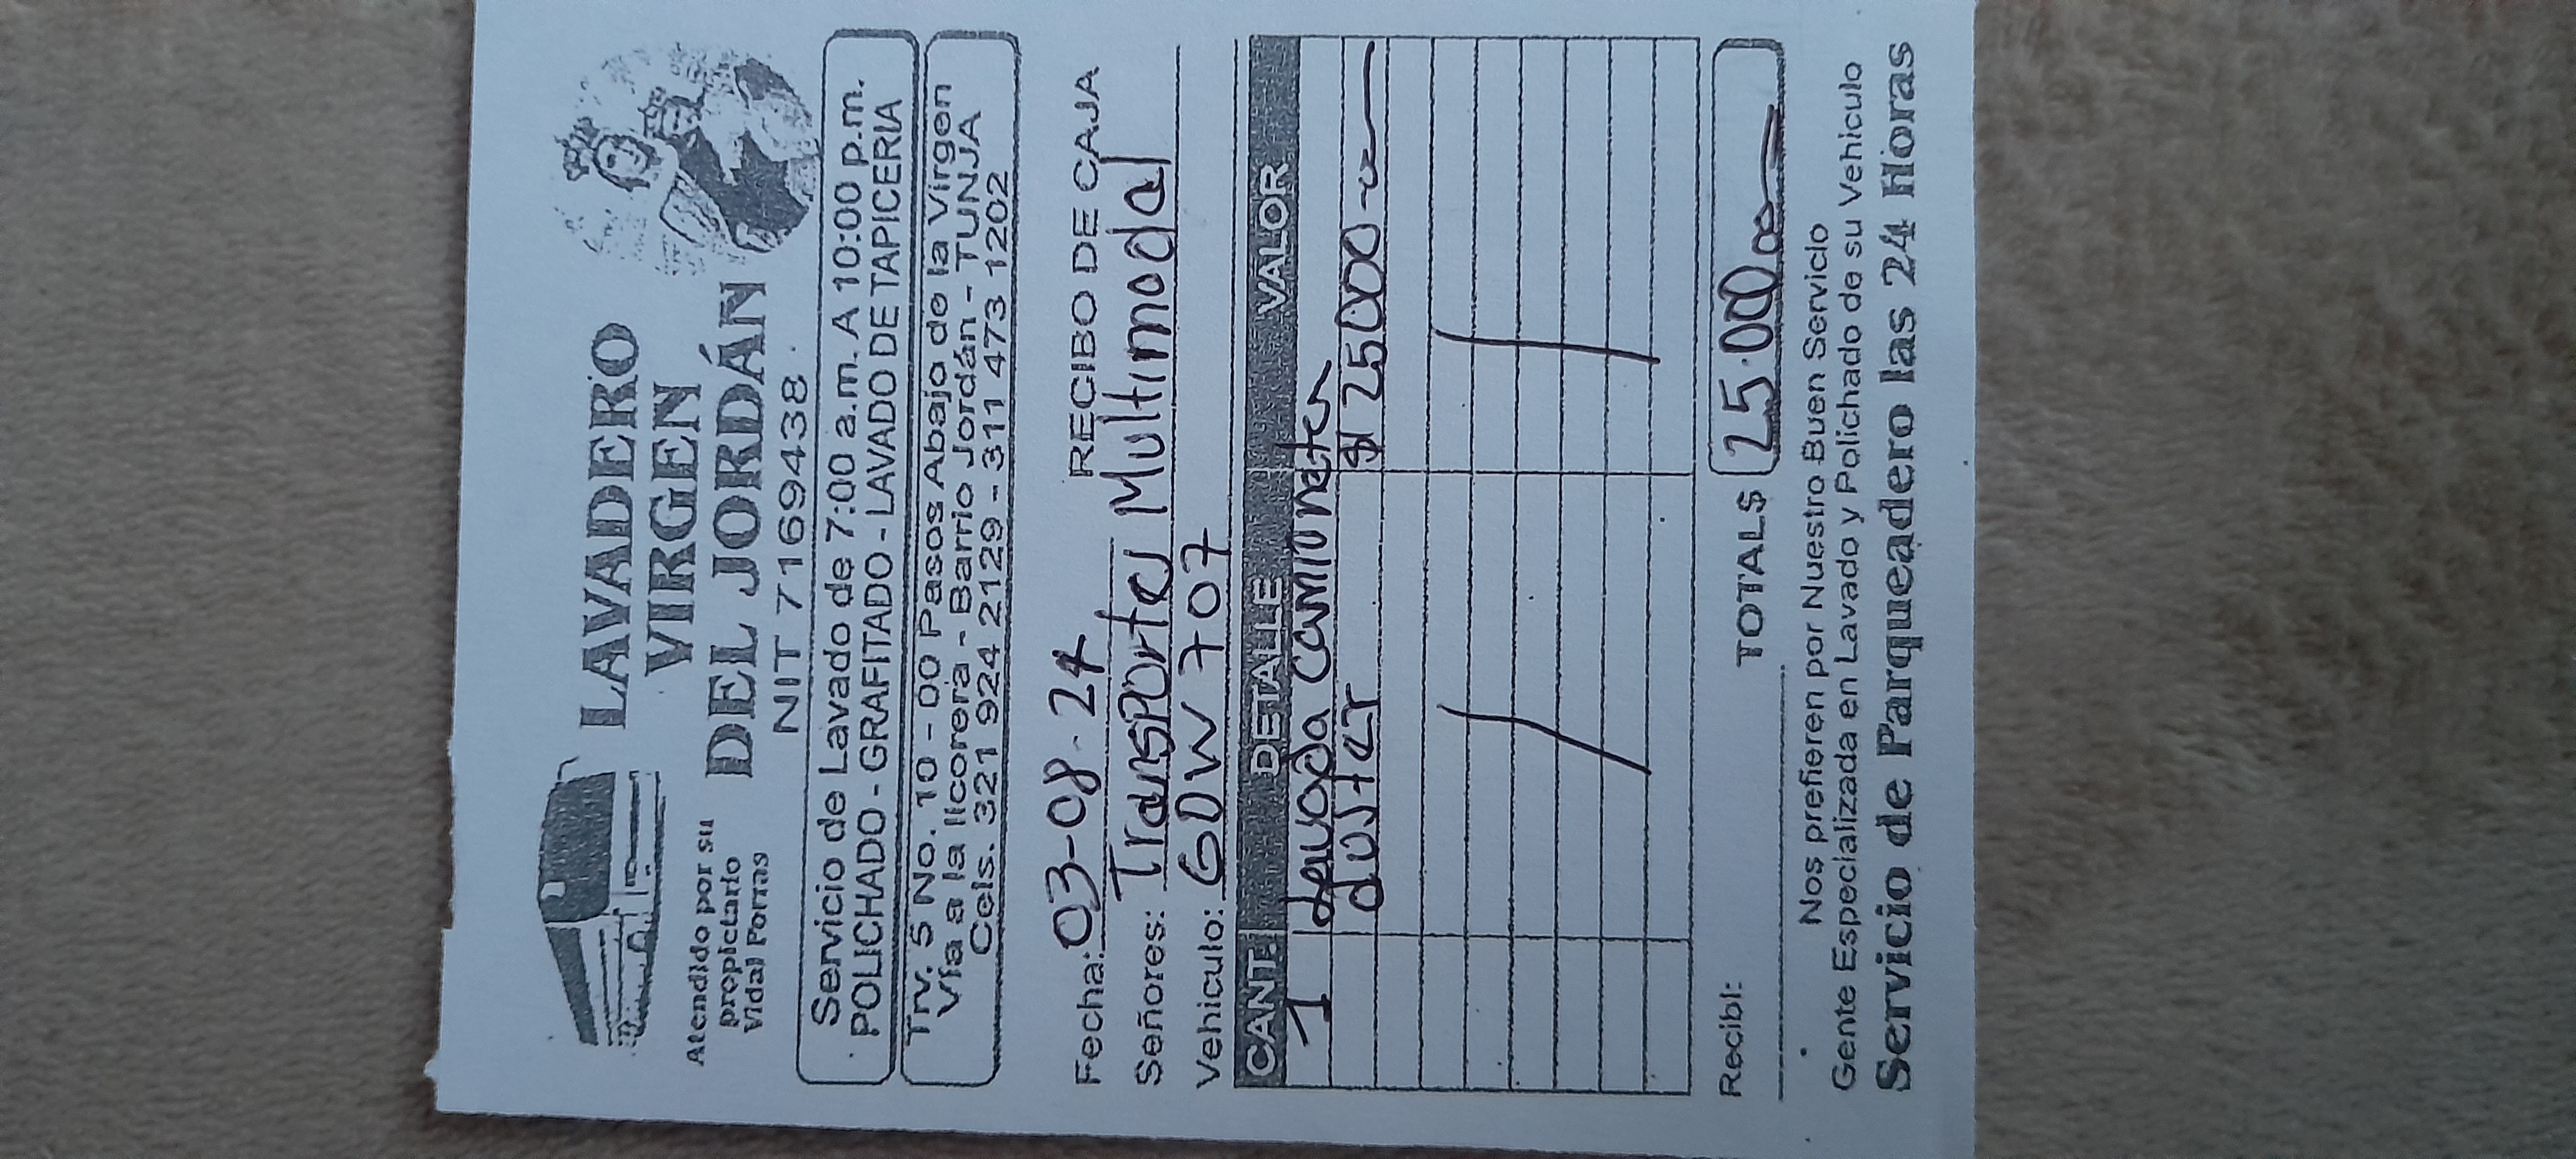 LAVADERO
VIRGEN
DEL JORDÁN
NIT 7169438.
Atendido por su
propietario
Vidal Porras
Servicio de Lavado de 7:00 a.m. A 10:00 p.m.
POLICHADO - GRAFITADO - LAVADO DE TAPICERIA
Trv. 5 No. 10 - 00 Pasos Abajo de la Virgen
Vía a la licorera - Barrio Jordán - TUNJA
Cels. 321 924 2129 - 311 473 1202
Fecha: 03-08-24 RECIBO DE CAJA
Señores: Transportes Multimodal
Vehiculo: GDW 707
CANT. DETALLE VALOR
1 lavada camioneta
duster $ 25000-
TOTAL $ 25.000
Recibí:
Nos prefieren por Nuestro Buen Servicio
Gente Especializada en Lavado y Polichado de su Vehículo
Servicio de Parqueadero las 24 Horas